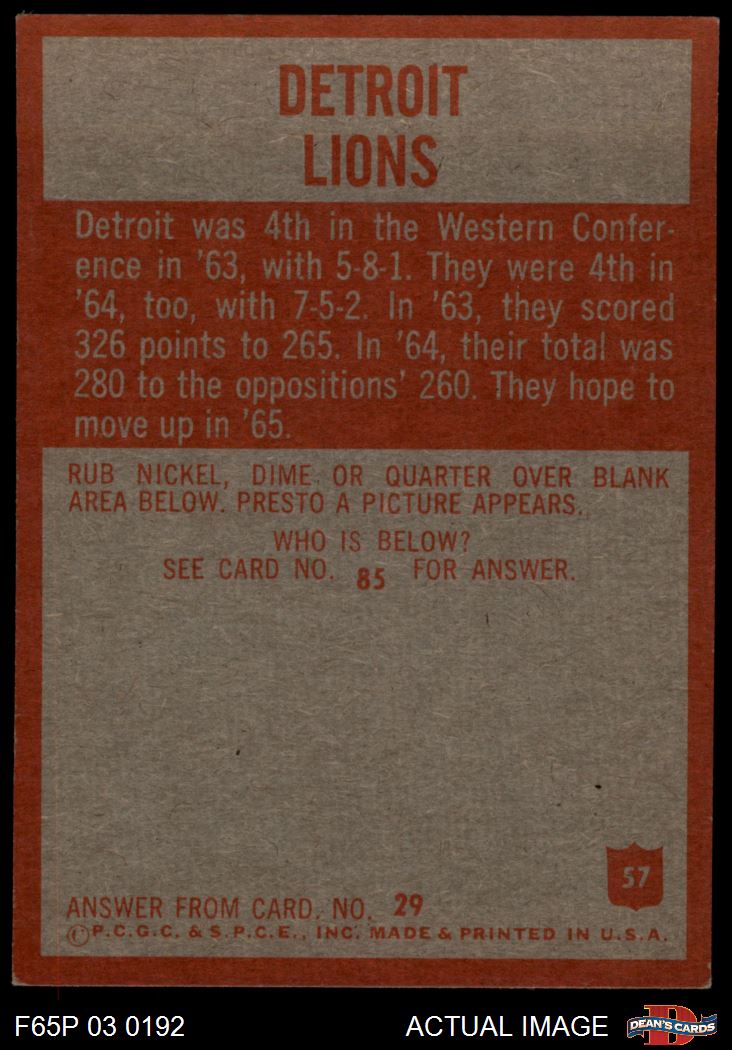 DETROIT
LIONS
Detroit was 4th in the Western Confer-
ence in '63, with 5-8-1. They were 4th in
'64, too, with 7-5-2. In '63, they scored
326 points to 265. In '64, their total was
280 to the oppositions' 260. They hope to
move up in '65.
RUB NICKEL, DIME OR QUARTER OVER BLANK
AREA BELOW. PRESTO A PICTURE APPEARS.
WHO IS BELOW?
SEE CARD NO. 85 FOR ANSWER.
57
ANSWER FROM CARD. NO. 29
©P.C.G.C. & S.P.C.E., INC. MADE & PRINTED IN U.S.A.
F65P 03 0192
ACTUAL IMAGE
D
DEAN'S CARDS